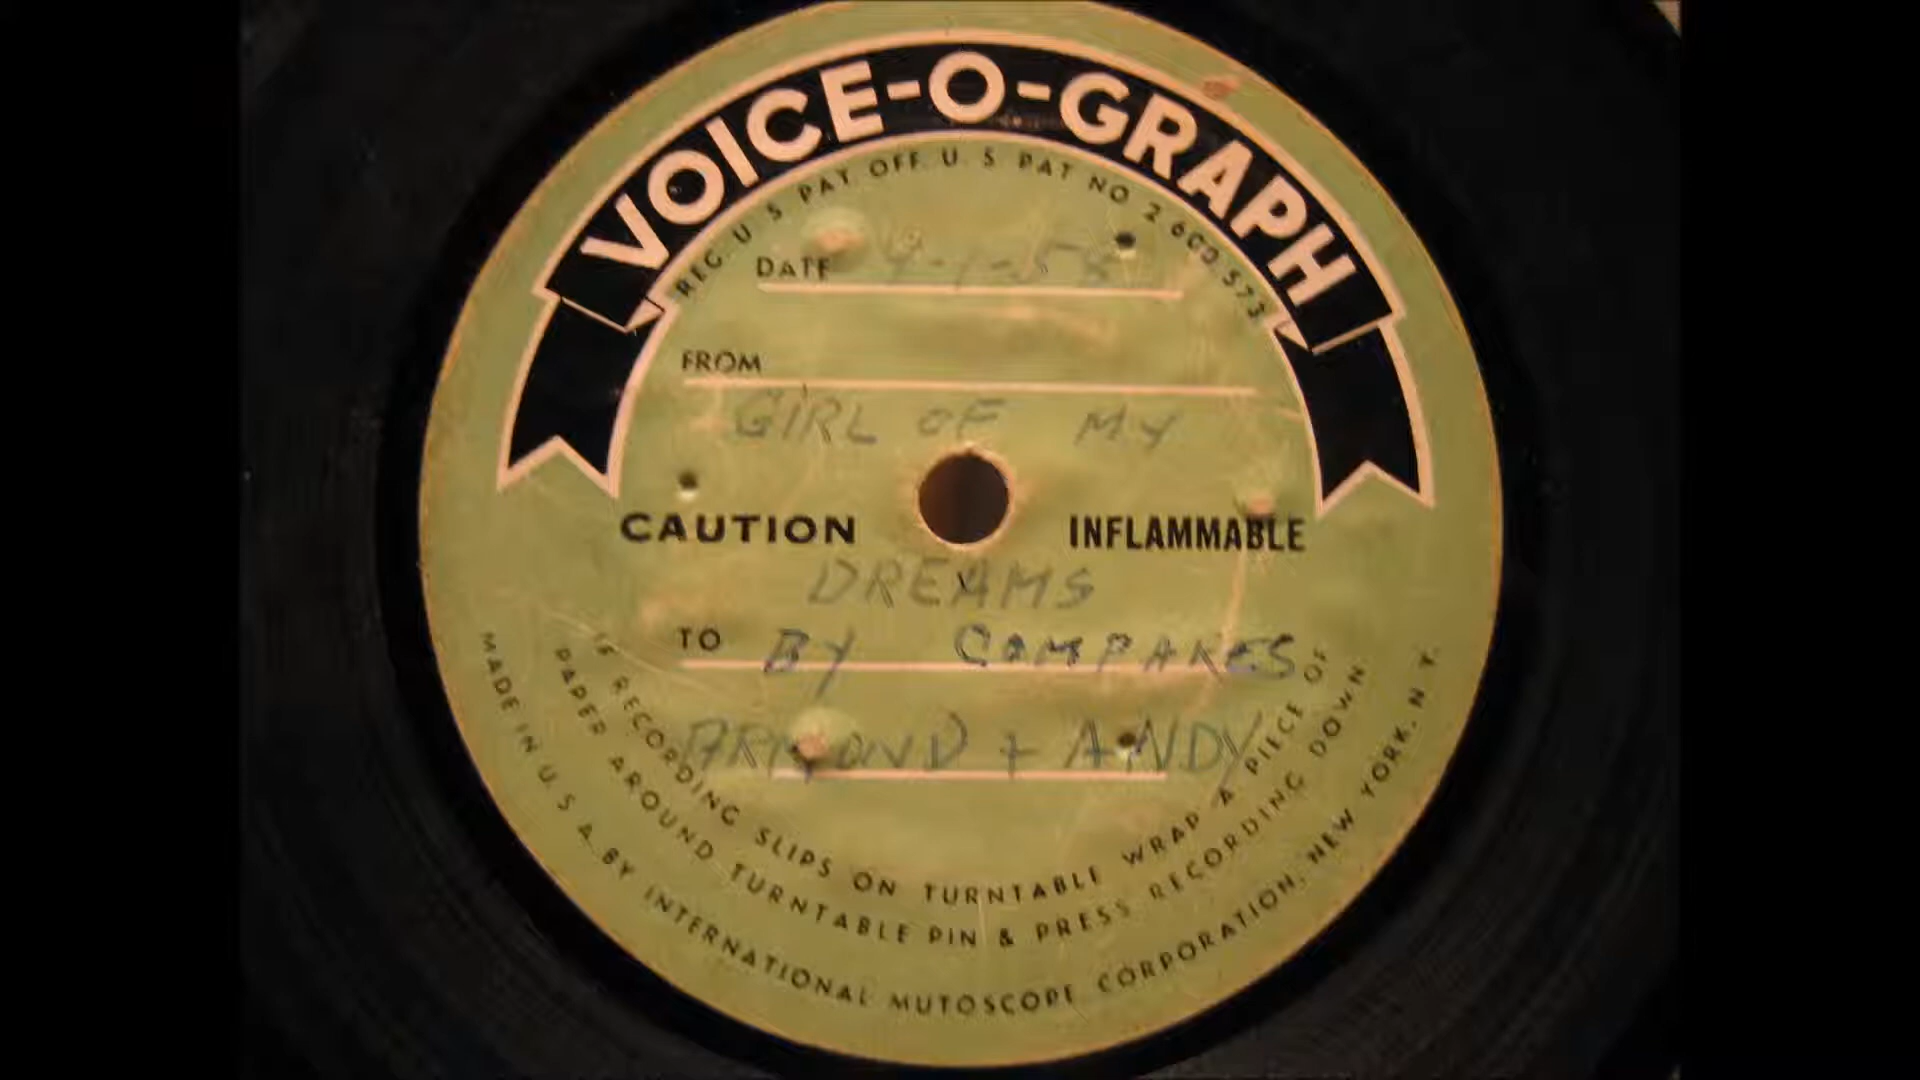 VOICE-O-GRAPH
REG. U S PAT. OFF. U. S PAT NO 2 600,573
DATE
FROM
GIRL OF MY
CAUTION INFLAMMABLE
DREAMS
TO BY COMPARES
ARMOND + ANDY
IF RECORDING SLIPS ON TURNTABLE WRAP A PIECE OF
PAPER AROUND TURNTABLE PIN & PRESS RECORDING DOWN.
MADE IN U. S. A. BY INTERNATIONAL MUTOSCOPE CORPORATION, NEW YORK, N. Y.